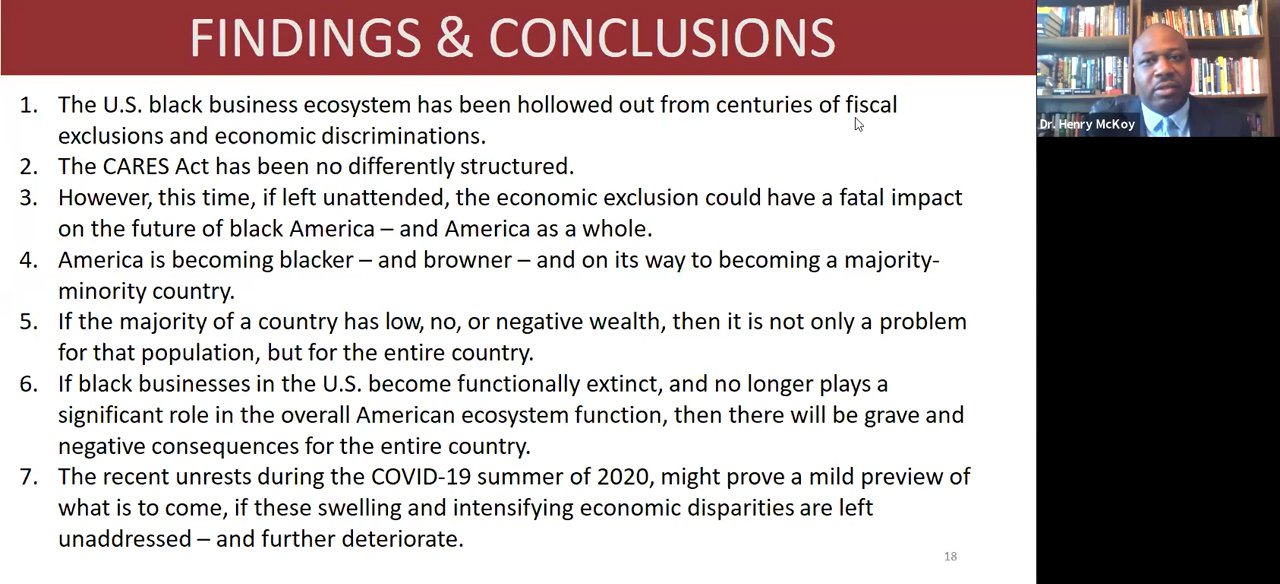 FINDINGS & CONCLUSIONS
1. The U.S. black business ecosystem has been hollowed out from centuries of fiscal
exclusions and economic discriminations.
2. The CARES Act has been no differently structured.
3. However, this time, if left unattended, the economic exclusion could have a fatal impact
on the future of black America – and America as a whole.
4. America is becoming blacker – and browner – and on its way to becoming a majority-
minority country.
5. If the majority of a country has low, no, or negative wealth, then it is not only a problem
for that population, but for the entire country.
6. If black businesses in the U.S. become functionally extinct, and no longer plays a
significant role in the overall American ecosystem function, then there will be grave and
negative consequences for the entire country.
7. The recent unrests during the COVID-19 summer of 2020, might prove a mild preview of
what is to come, if these swelling and intensifying economic disparities are left
unaddressed – and further deteriorate.
18
Dr. Henry McKoy